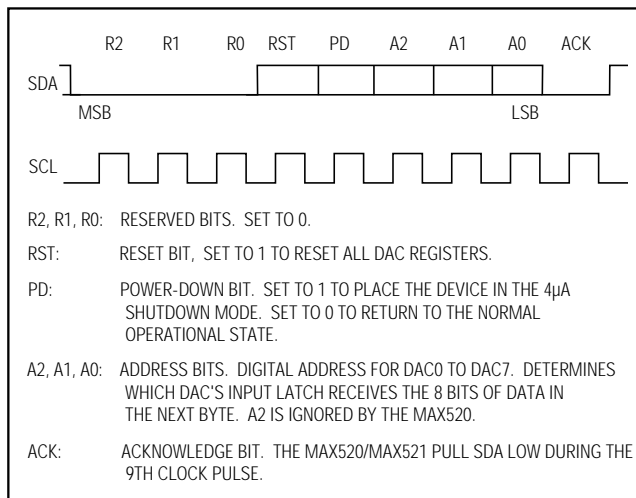 R2 R1 R0 RST PD A2 A1 A0 ACK
SDA
MSB LSB
SCL
R2, R1, R0: RESERVED BITS. SET TO 0.
RST: RESET BIT, SET TO 1 TO RESET ALL DAC REGISTERS.
PD: POWER-DOWN BIT. SET TO 1 TO PLACE THE DEVICE IN THE 4µA
SHUTDOWN MODE. SET TO 0 TO RETURN TO THE NORMAL
OPERATIONAL STATE.
A2, A1, A0: ADDRESS BITS. DIGITAL ADDRESS FOR DAC0 TO DAC7. DETERMINES
WHICH DAC'S INPUT LATCH RECEIVES THE 8 BITS OF DATA IN
THE NEXT BYTE. A2 IS IGNORED BY THE MAX520.
ACK: ACKNOWLEDGE BIT. THE MAX520/MAX521 PULL SDA LOW DURING THE
9TH CLOCK PULSE.